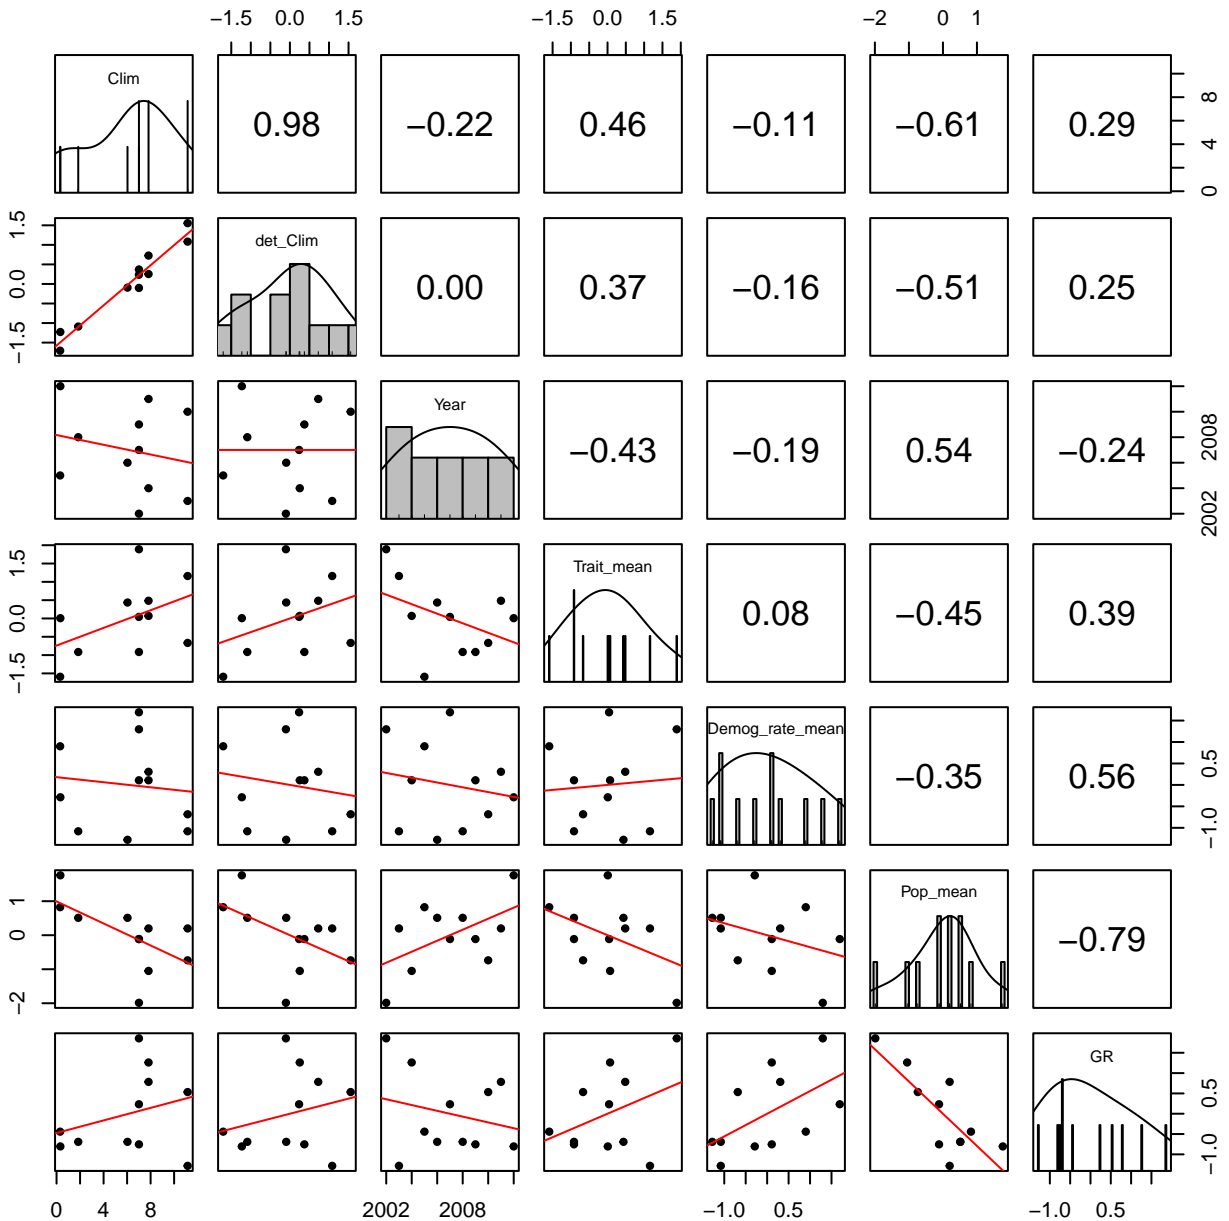 −1.5 0.0 1.5 −1.5 0.0 1.5 −2 0 1
Clim
0.98 −0.22 0.46 −0.11 −0.61 0.29
0 4 8
−1.5 0.0 1.5
det_Clim
0.00 0.37 −0.16 −0.51 0.25
Year
−0.43 −0.19 0.54 −0.24
2002 2008
−1.5 0.0 1.5
Trait_mean
0.08 −0.45 0.39
Demog_rate_mean
−0.35 0.56
−1.0 0.5
−2 0 1
Pop_mean
−0.79
GR
−1.0 0.5
0 4 8 2002 2008 −1.0 0.5 −1.0 0.5